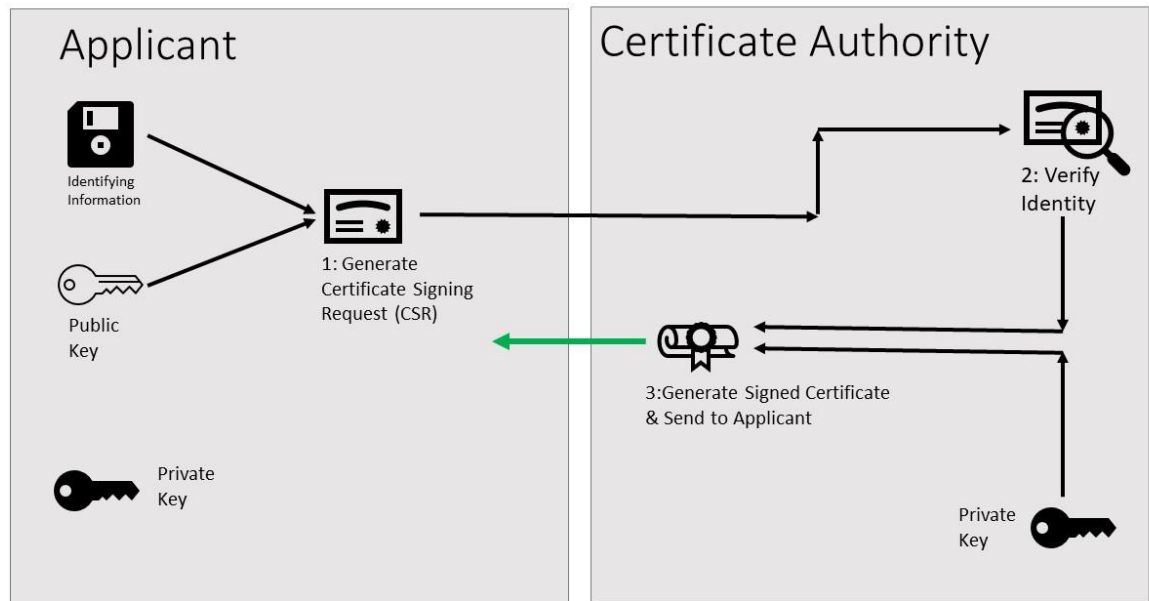 Applicant
Identifying
Information
Public
Key
1: Generate
Certificate Signing
Request (CSR)
Private
Key
Certificate Authority
2: Verify
Identity
3:Generate Signed Certificate
& Send to Applicant
Private
Key